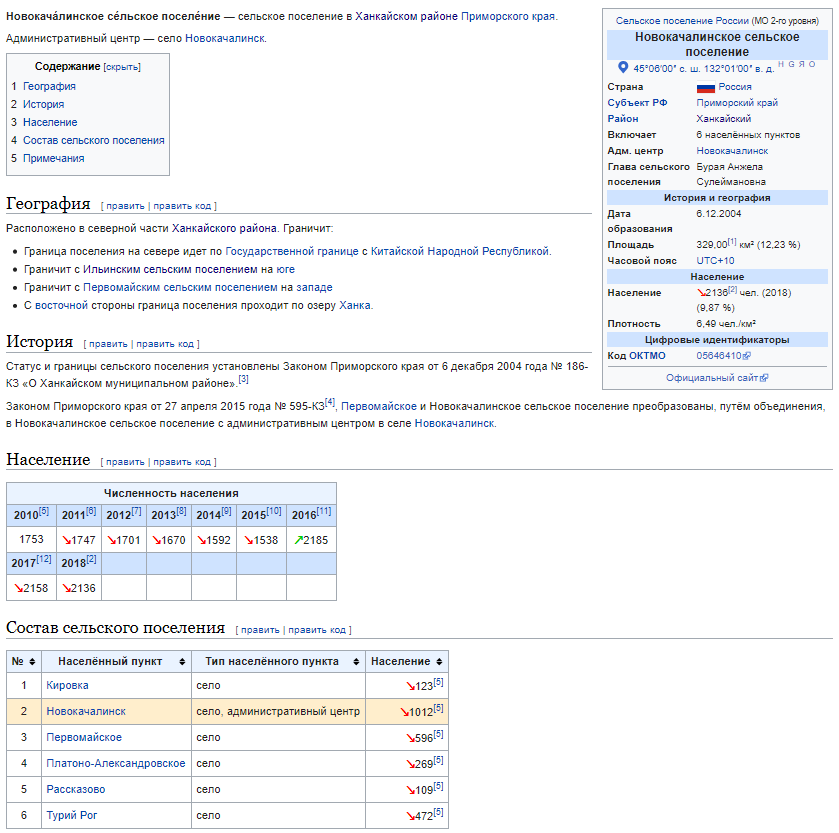 Новокача́линское се́льское поселе́ние — сельское поселение в Ханкайском районе Приморского края.
Административный центр — село Новокачалинск.
Содержание [скрыть]
1 География
2 История
3 Население
4 Состав сельского поселения
5 Примечания
География [ править | править код ]
Расположено в северной части Ханкайского района. Граничит:
• Граница поселения на севере идет по Государственной границе с Китайской Народной Республикой.
• Граничит с Ильинским сельским поселением на юге
• Граничит с Первомайским сельским поселением на западе
• С восточной стороны граница поселения проходит по озеру Ханка.
История [ править | править код ]
Статус и границы сельского поселения установлены Законом Приморского края от 6 декабря 2004 года № 186-
КЗ «О Ханкайском муниципальном районе».[3]
Законом Приморского края от 27 апреля 2015 года № 595-КЗ[4], Первомайское и Новокачалинское сельское поселение преобразованы, путём объединения,
в Новокачалинское сельское поселение с административным центром в селе Новокачалинск.
Сельское поселение России (МО 2-го уровня)
Новокачалинское сельское
поселение
45°06′00″ с. ш. 132°01′00″ в. д. H G Я O
Страна Россия
Субъект РФ Приморский край
Район Ханкайский
Включает 6 населённых пунктов
Адм. центр Новокачалинск
Глава сельского поселения Бурая Анжела
Сулеймановна
История и география
Дата образования 6.12.2004
Площадь 329,00[1] км² (12,23 %)
Часовой пояс UTC+10
Население
Население ↘2136[2] чел. (2018)
(9,87 %)
Плотность 6,49 чел./км²
Цифровые идентификаторы
Код ОКТМО 05646410
Официальный сайт
Население [ править | править код ]
Численность населения
2010[5] 2011[6] 2012[7] 2013[8] 2014[9] 2015[10] 2016[11]
1753 ↘1747 ↘1701 ↘1670 ↘1592 ↘1538 ↗2185
2017[12] 2018[2]
↘2158 ↘2136
Состав сельского поселения [ править | править код ]
№ Населённый пункт Тип населённого пункта Население
1 Кировка село ↘123[5]
2 Новокачалинск село, административный центр ↘1012[5]
3 Первомайское село ↘596[5]
4 Платоно-Александровское село ↘269[5]
5 Рассказово село ↘109[5]
6 Турий Рог село ↘472[5]